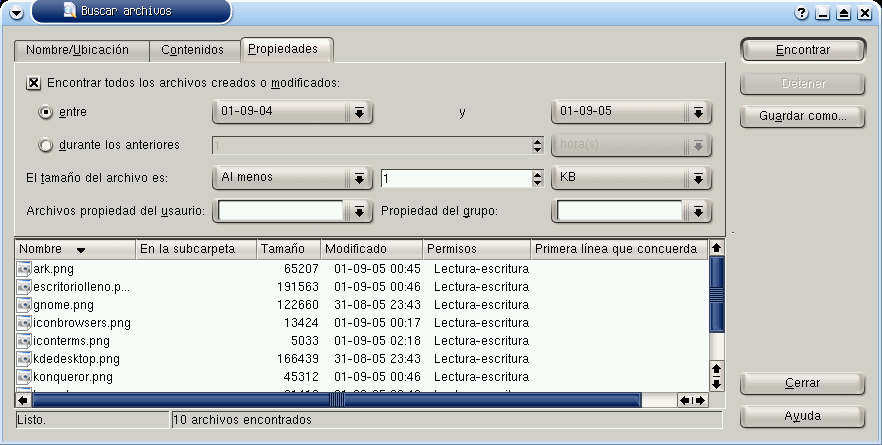 Buscar archivos
Nombre/Ubicación Contenidos Propiedades
Encontrar
Encontrar todos los archivos creados o modificados:
Detener
entre 01-09-04 y 01-09-05
Guardar como...
durante los anteriores 1 hora(s)
El tamaño del archivo es: Al menos 1 KB
Archivos propiedad del usaurio: Propiedad del grupo:
Nombre En la subcarpeta Tamaño Modificado Permisos Primera línea que concuerda
ark.png 65207 01-09-05 00:45 Lectura-escritura
escritoriolleno.p... 191563 01-09-05 00:46 Lectura-escritura
gnome.png 122660 31-08-05 23:43 Lectura-escritura
iconbrowsers.png 13424 01-09-05 00:17 Lectura-escritura
iconterms.png 5033 01-09-05 02:18 Lectura-escritura
kdedesktop.png 166439 31-08-05 23:43 Lectura-escritura
konqueror.png 45312 01-09-05 00:46 Lectura-escritura
Cerrar
Listo. 10 archivos encontrados
Ayuda